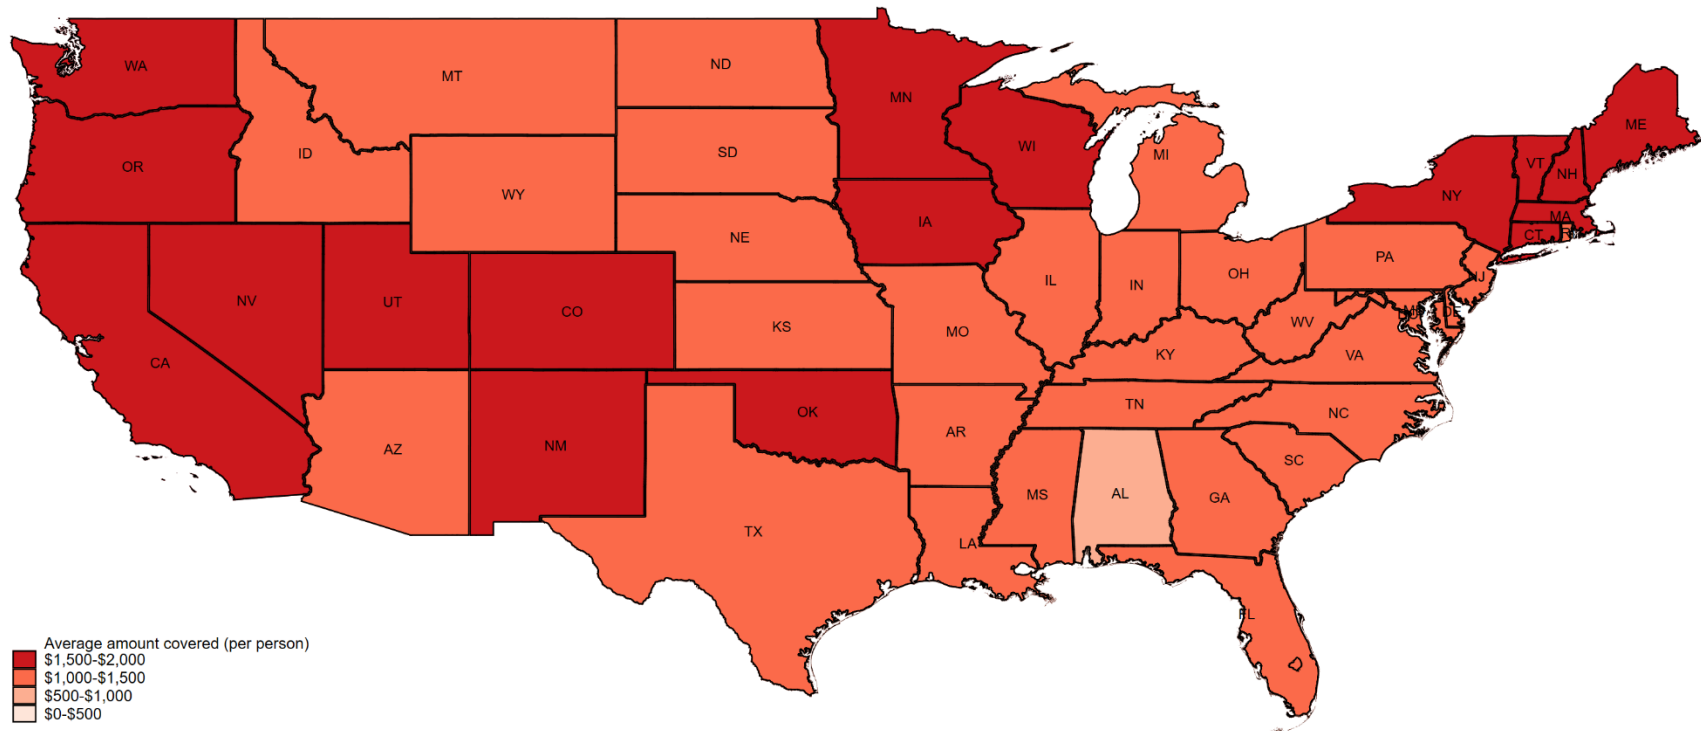 WA
MT
ND
MN
ME
OR
ID
SD
WI
MI
VT
NH
WY
NY
MA
IA
CT
NE
PA
NV
UT
CO
IL
IN
OH
NJ
KS
MO
WV
DE
CA
KY
VA
OK
TN
NC
AZ
NM
AR
SC
MS
AL
GA
TX
LA
FL
Average amount covered (per person)
$1,500-$2,000
$1,000-$1,500
$500-$1,000
$0-$500